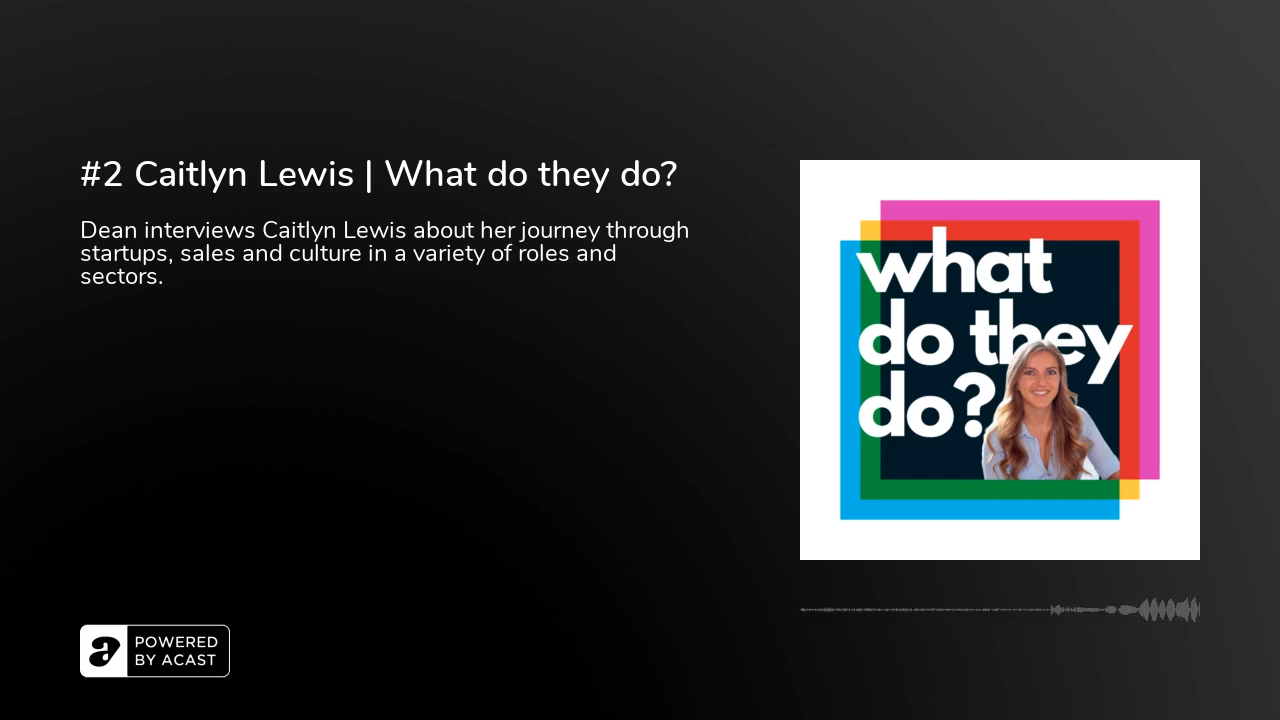 #2 Caitlyn Lewis | What do they do?
Dean interviews Caitlyn Lewis about her journey through
startups, sales and culture in a variety of roles and
sectors.
what
do they
do?
POWERED
BY ACAST